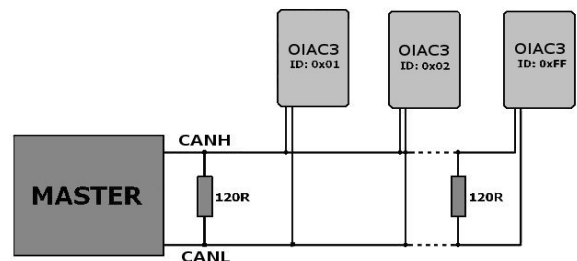 OIAC3
ID: 0x01
OIAC3
ID: 0x02
OIAC3
ID: 0xFF
CANH
MASTER
120R
120R
CANL